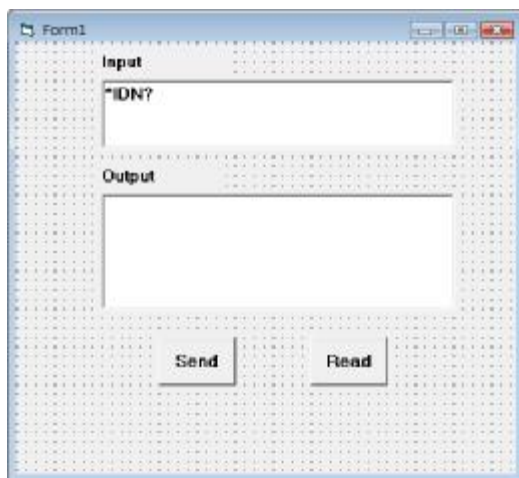 Form1
Input
*IDN?
Output
Send
Read